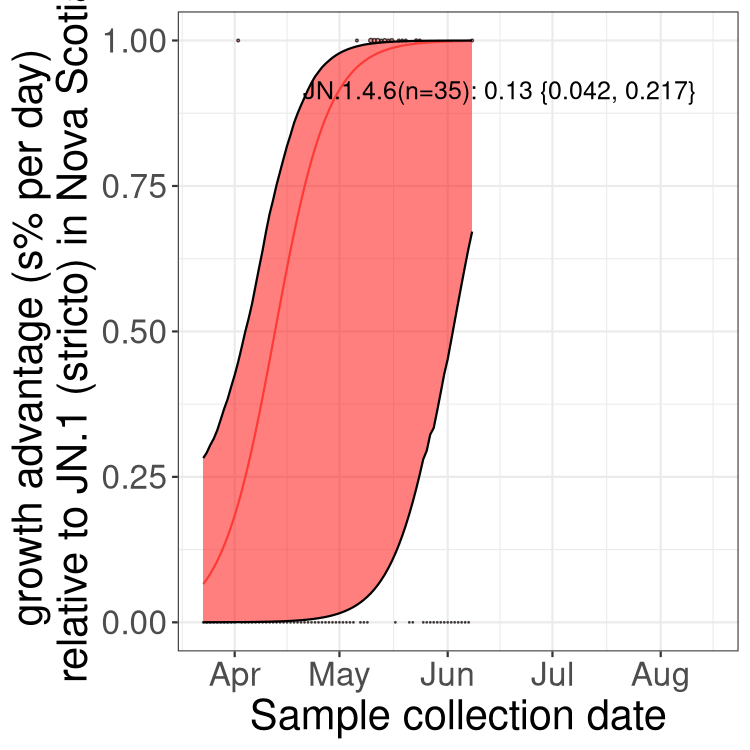 growth advantage (s% per day)
relative to JN.1 (stricto) in Nova Scotia
1.00
0.75
0.50
0.25
0.00
JN.1.4.6(n=35): 0.13 {0.042, 0.217}
Apr May Jun Jul Aug
Sample collection date